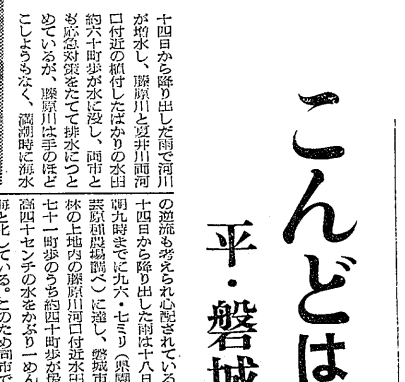 こんどは
平・磐城
十四日から降り出した雨で河川
が増水し、藤原川と夏井川両河
口付近の植付したばかりの水田
約六十町歩が水に没し、両市と
も応急対策をたてて排水につと
めているが、藤原川は手のほど
こしようもなく、満潮時に海水
の逆流も考えられ心配されている
十四日から降り出した雨は十八日
朝九時までに九六・七ミリ（県園
芸原種農場調べ）に達し、磐城市
林の上地内の藤原川河口付近水田
七十一町歩のうち約四十町歩が
高四十センチの水をかぶり一めん
海と化している。このため同市で